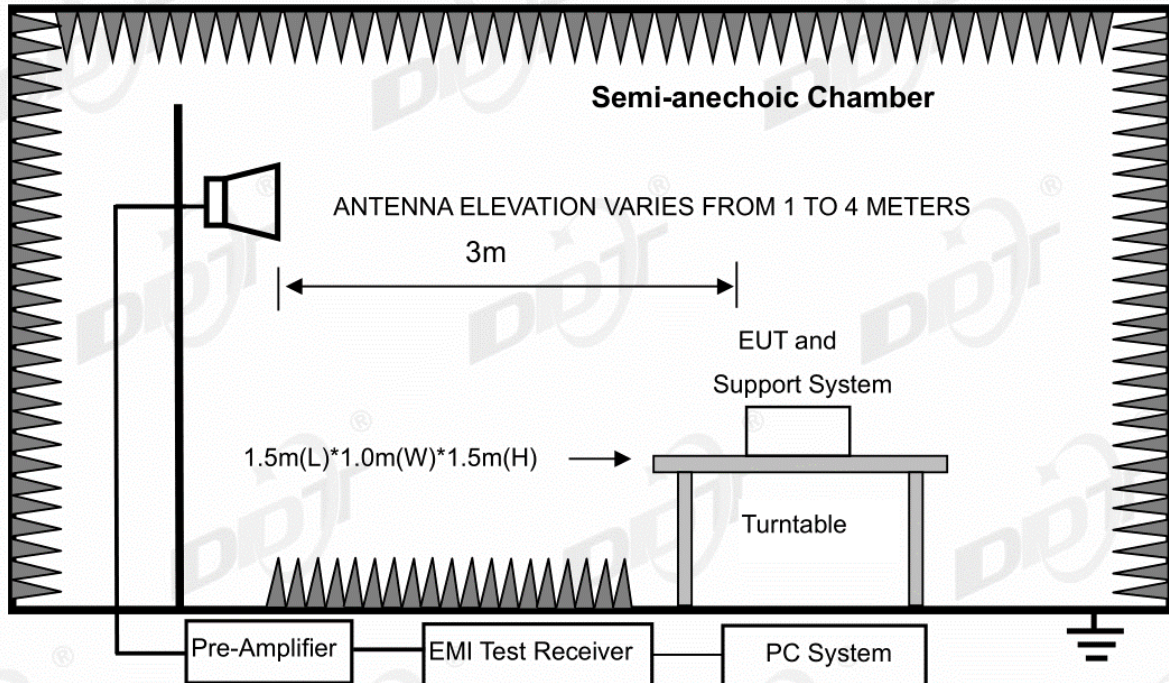 Semi-anechoic Chamber
ANTENNA ELEVATION VARIES FROM 1 TO 4 METERS
3m
EUT and
Support System
1.5m(L)*1.0m(W)*1.5m(H)
Turntable
Pre-Amplifier
EMI Test Receiver
PC System
DDT®